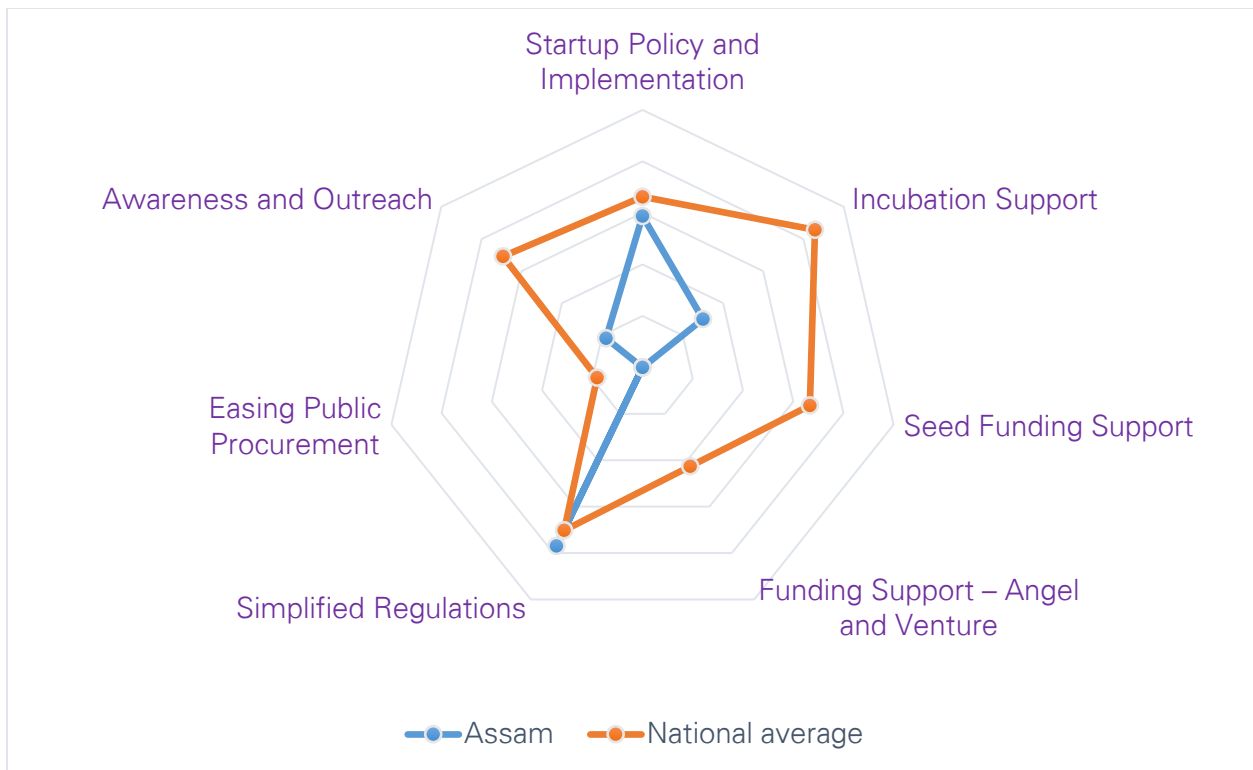 Startup Policy and
Implementation
Awareness and Outreach
Incubation Support
Easing Public
Procurement
Seed Funding Support
Simplified Regulations
Funding Support – Angel
and Venture
Assam
National average